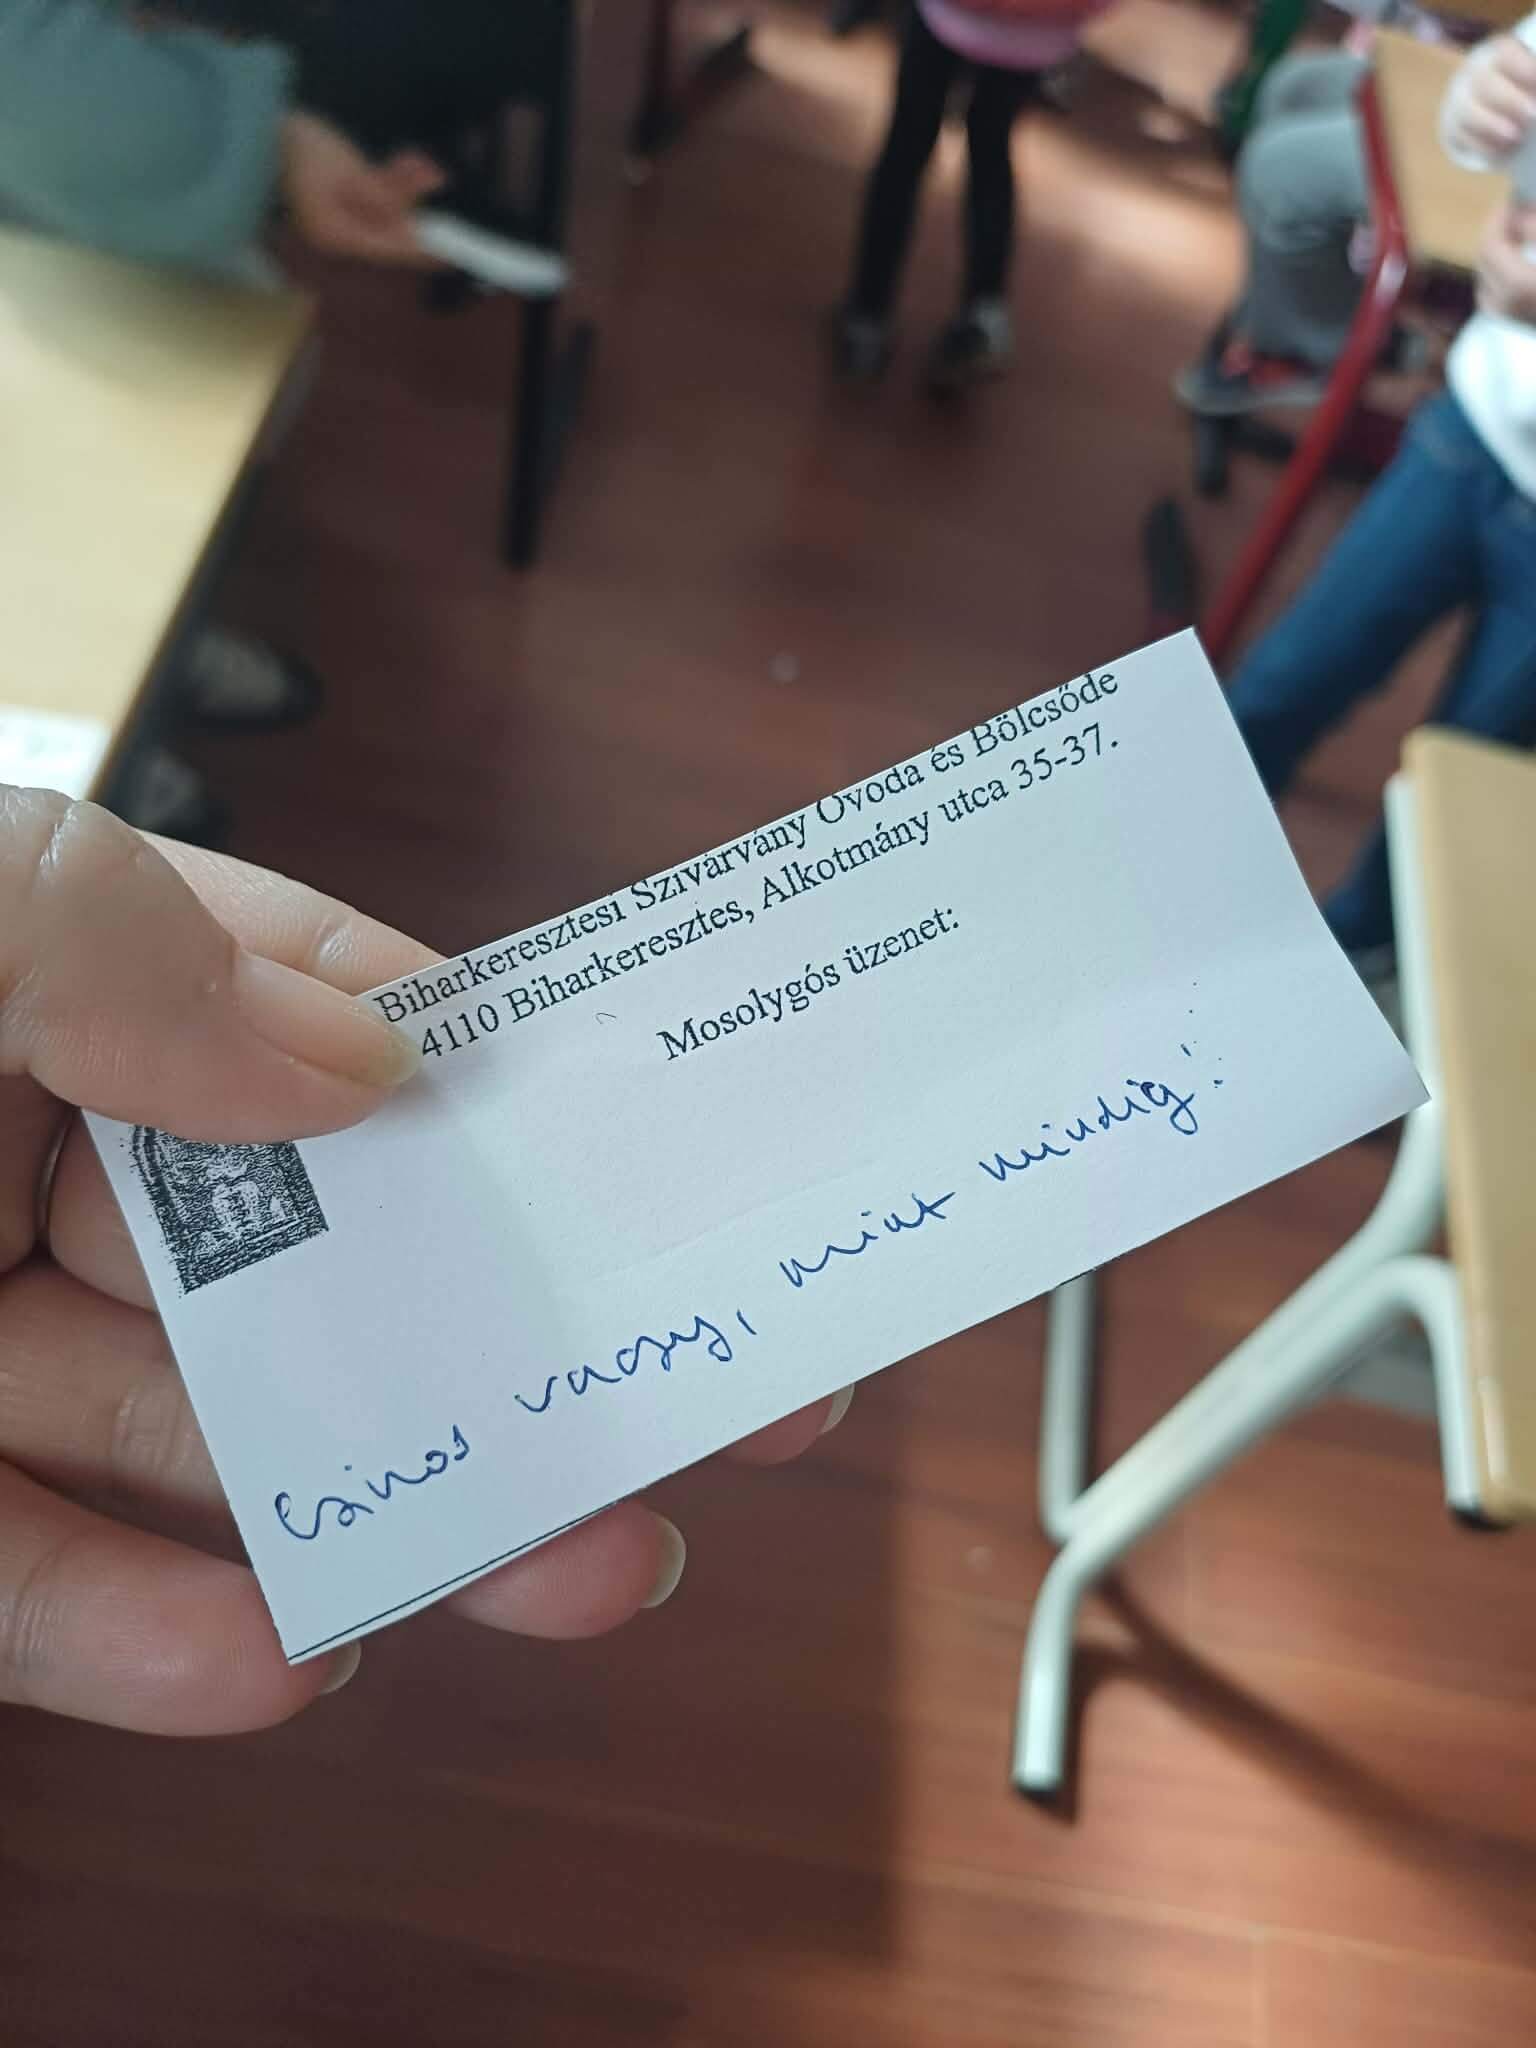 Biharkeresztesi Szivárvány Óvoda és Bölcsőde
4110 Biharkeresztes, Alkotmány utca 35-37.
Mosolygós üzenet:
Csinos vagy, mint mindig!